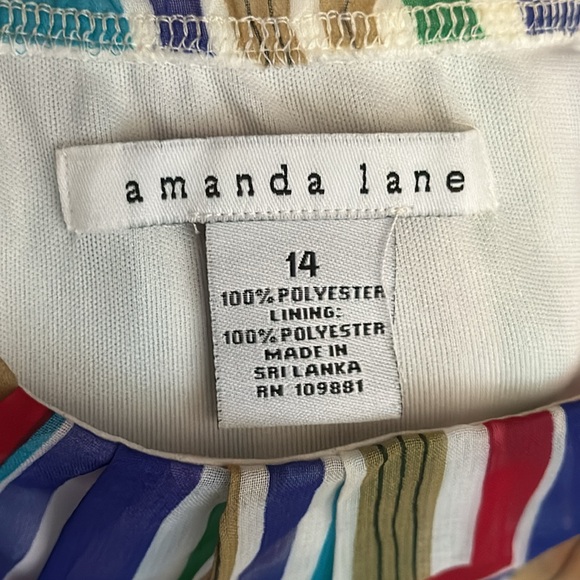 amanda lane
14
100% POLYESTER
LINING:
100% POLYESTER
MADE IN
SRI LANKA
RN 109881